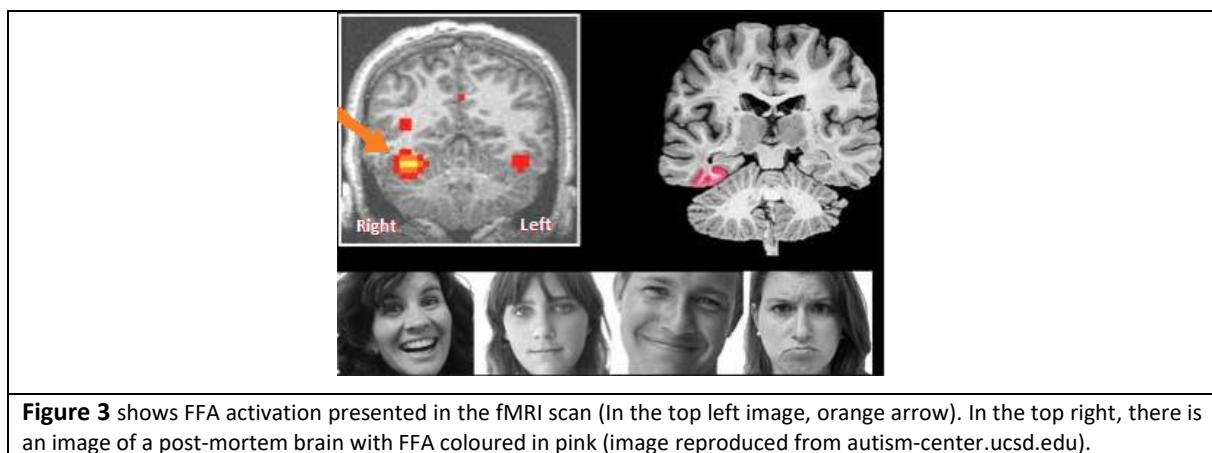 Right Left
Figure 3 shows FFA activation presented in the fMRI scan (In the top left image, orange arrow). In the top right, there is
an image of a post-mortem brain with FFA coloured in pink (image reproduced from autism-center.ucsd.edu).